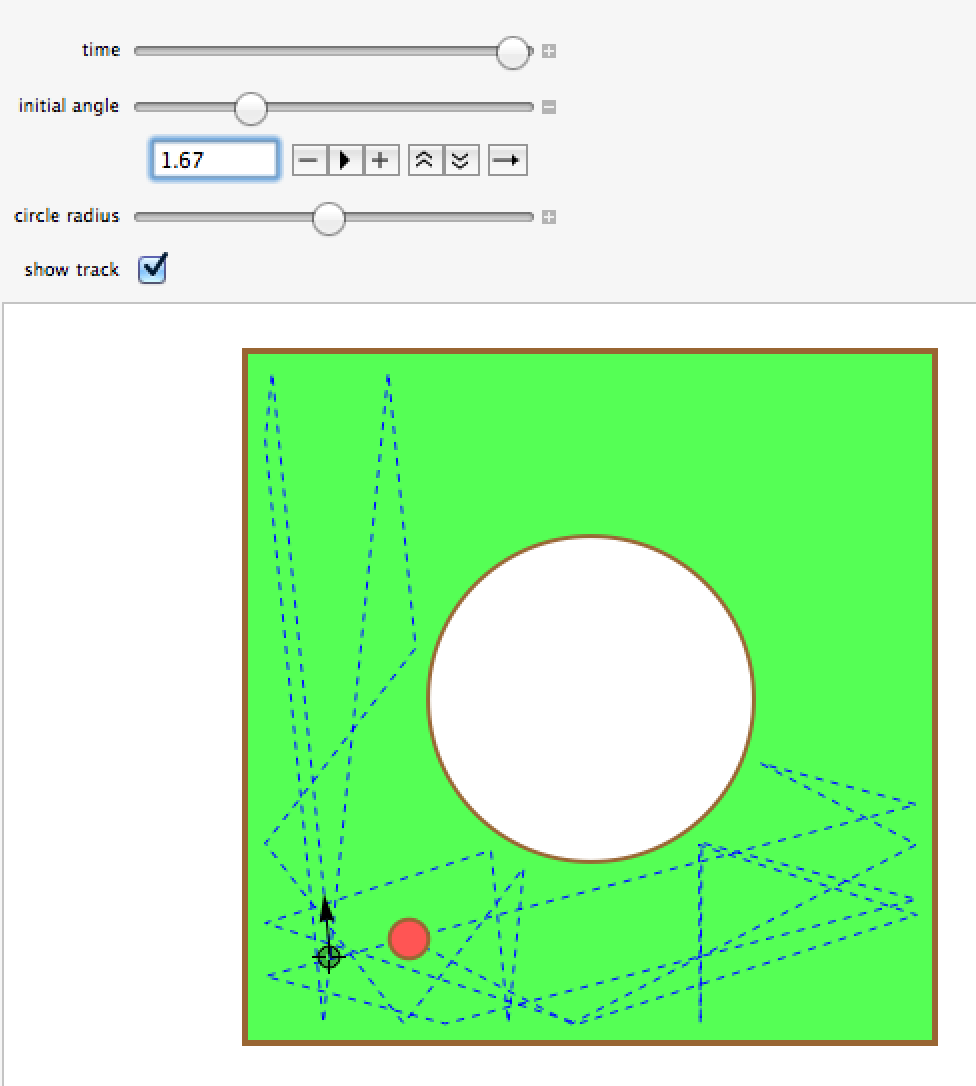 time
initial angle
1.67
circle radius
show track